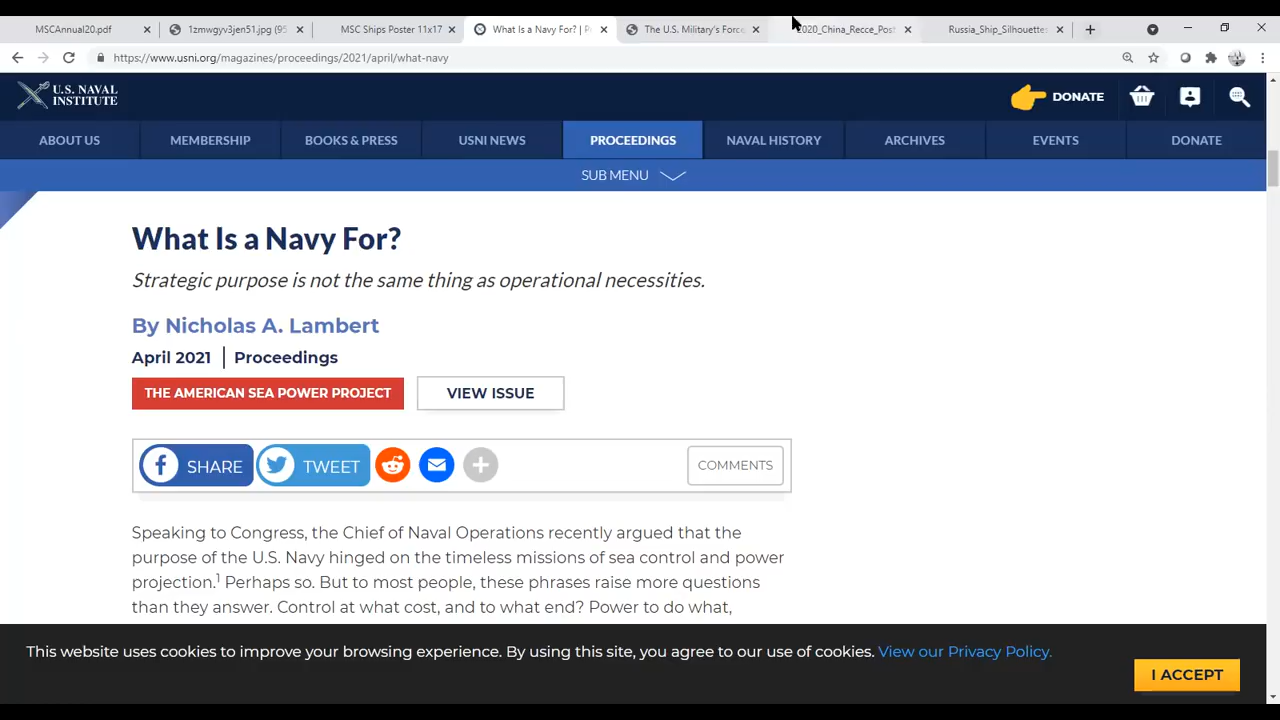 MSCAnnual20.pdf
1zmwgyv3jen51.jpg (95
MSC Ships Poster 11x17
What Is a Navy For? | P
The U.S. Military's Force
2020_China_Recce_Post
Russia_Ship_Silhouettes
https://www.usni.org/magazines/proceedings/2021/april/what-navy
U.S. NAVAL
INSTITUTE
DONATE
ABOUT US
MEMBERSHIP
BOOKS & PRESS
USNI NEWS
PROCEEDINGS
NAVAL HISTORY
ARCHIVES
EVENTS
DONATE
SUB MENU
What Is a Navy For?
Strategic purpose is not the same thing as operational necessities.
By Nicholas A. Lambert
April 2021 | Proceedings
THE AMERICAN SEA POWER PROJECT
VIEW ISSUE
SHARE
TWEET
COMMENTS
Speaking to Congress, the Chief of Naval Operations recently argued that the
purpose of the U.S. Navy hinged on the timeless missions of sea control and power
projection.1 Perhaps so. But to most people, these phrases raise more questions
than they answer. Control at what cost, and to what end? Power to do what,
This website uses cookies to improve your browsing experience. By using this site, you agree to our use of cookies. View our Privacy Policy.
I ACCEPT